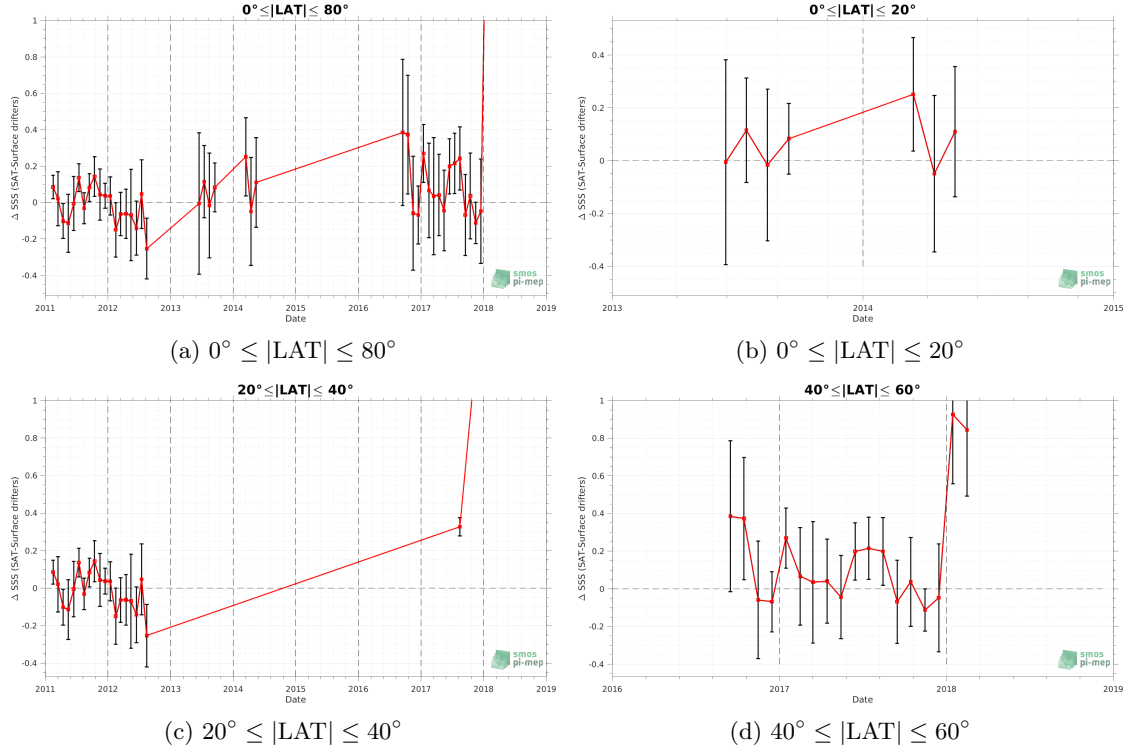 0°≤|LAT|≤ 80°
Δ SSS (SAT-Surface drifters)
1
0.8
0.6
0.4
0.2
0
-0.2
-0.4
2011 2012 2013 2014 2015 2016 2017 2018 2019
Date
smos
pi-mep
(a) 0° ≤ |LAT| ≤ 80°
0°≤|LAT|≤ 20°
Δ SSS (SAT-Surface drifters)
0.4
0.2
0
-0.2
-0.4
2013 2014 2015
Date
smos
pi-mep
(b) 0° ≤ |LAT| ≤ 20°
20°≤|LAT|≤ 40°
Δ SSS (SAT-Surface drifters)
1
0.8
0.6
0.4
0.2
0
-0.2
-0.4
2011 2012 2013 2014 2015 2016 2017 2018 2019
Date
smos
pi-mep
(c) 20° ≤ |LAT| ≤ 40°
40°≤|LAT|≤ 60°
Δ SSS (SAT-Surface drifters)
1
0.8
0.6
0.4
0.2
0
-0.2
-0.4
2016 2017 2018 2019
Date
smos
pi-mep
(d) 40° ≤ |LAT| ≤ 60°